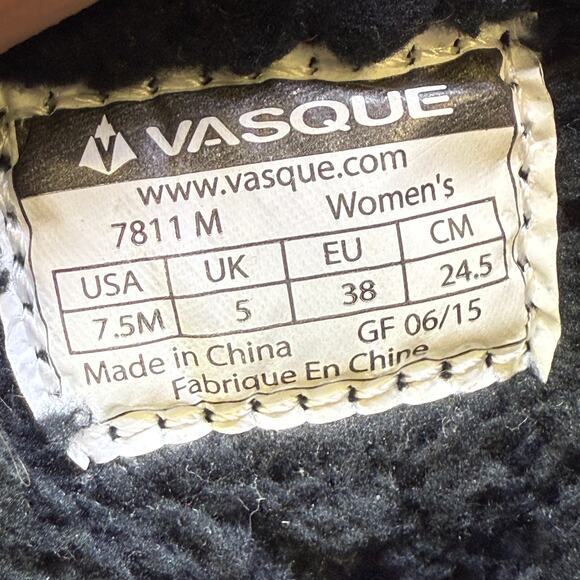 VASQUE
www.vasque.com
7811 M Women's
USA UK EU CM
7.5M 5 38 24.5
Made in China GF 06/15
Fabrique En Chine